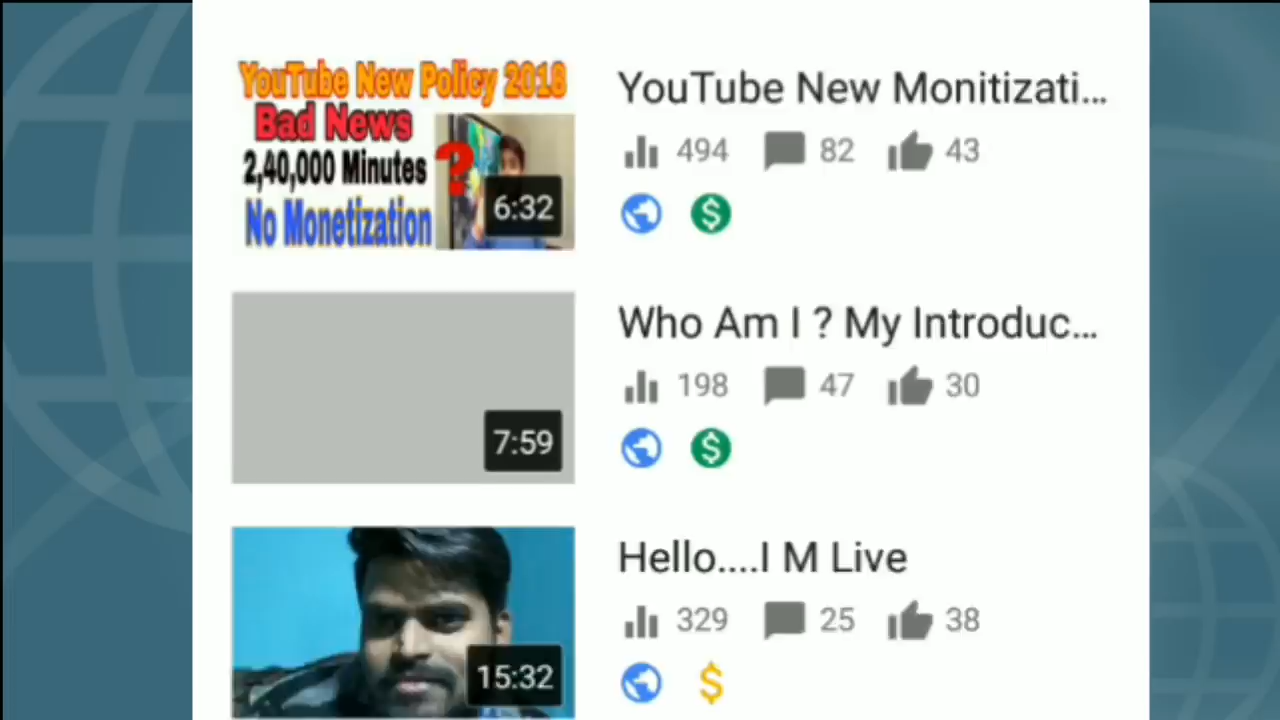 YouTube New Policy 2018
Bad News
2,40,000 Minutes
?
No Monetization
6:32
YouTube New Monitizati...
494 82 43
$
7:59
Who Am I ? My Introduc...
198 47 30
$
15:32
Hello....I M Live
329 25 38
$